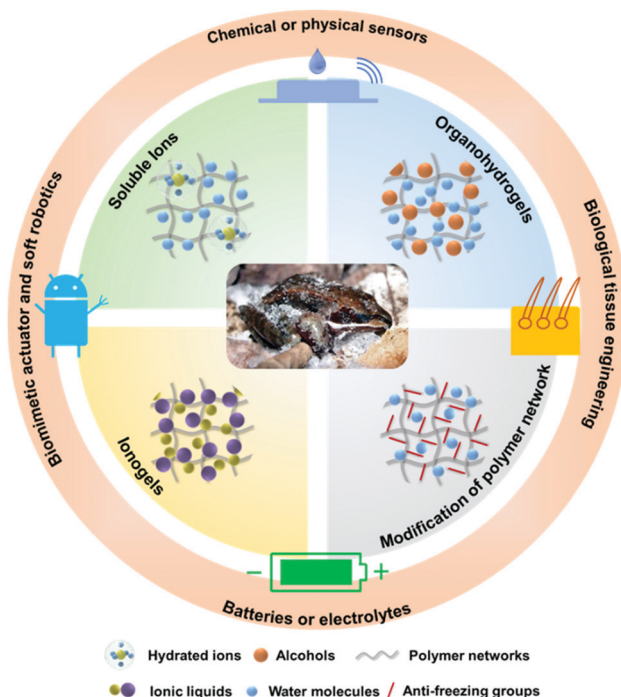 Chemical or physical sensors
Soluble Ions
Organohydrogels
Biomimetic actuator and soft robotics
Biological tissue engineering
Ionogels
Modification of polymer network
− +
Batteries or electrolytes
Hydrated ions Alcohols Polymer networks
Ionic liquids Water molecules Anti-freezing groups